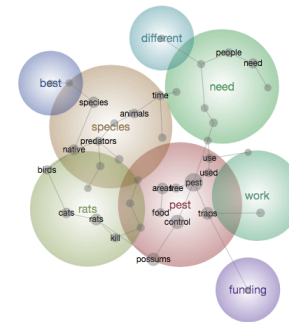 different
people
need
need
best
species
time
animals
species
predators
native
use
birds
used
areas
free
pest
cats
rats
rats
food
pest
traps
work
control
kill
possums
funding